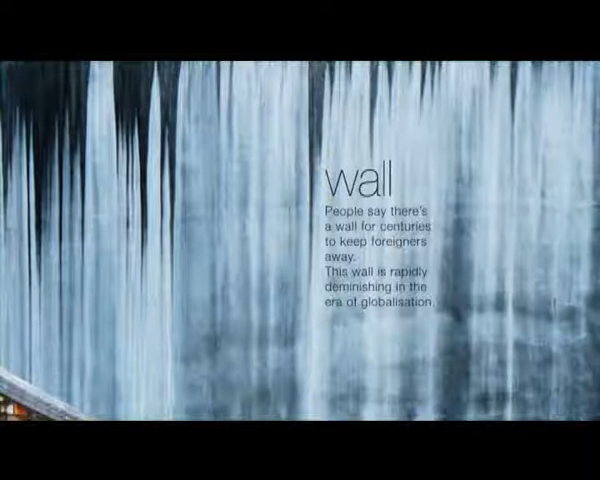 wall
People say there's
a wall for centuries
to keep foreigners
away.
This wall is rapidly
deminishing in the
era of globalisation.